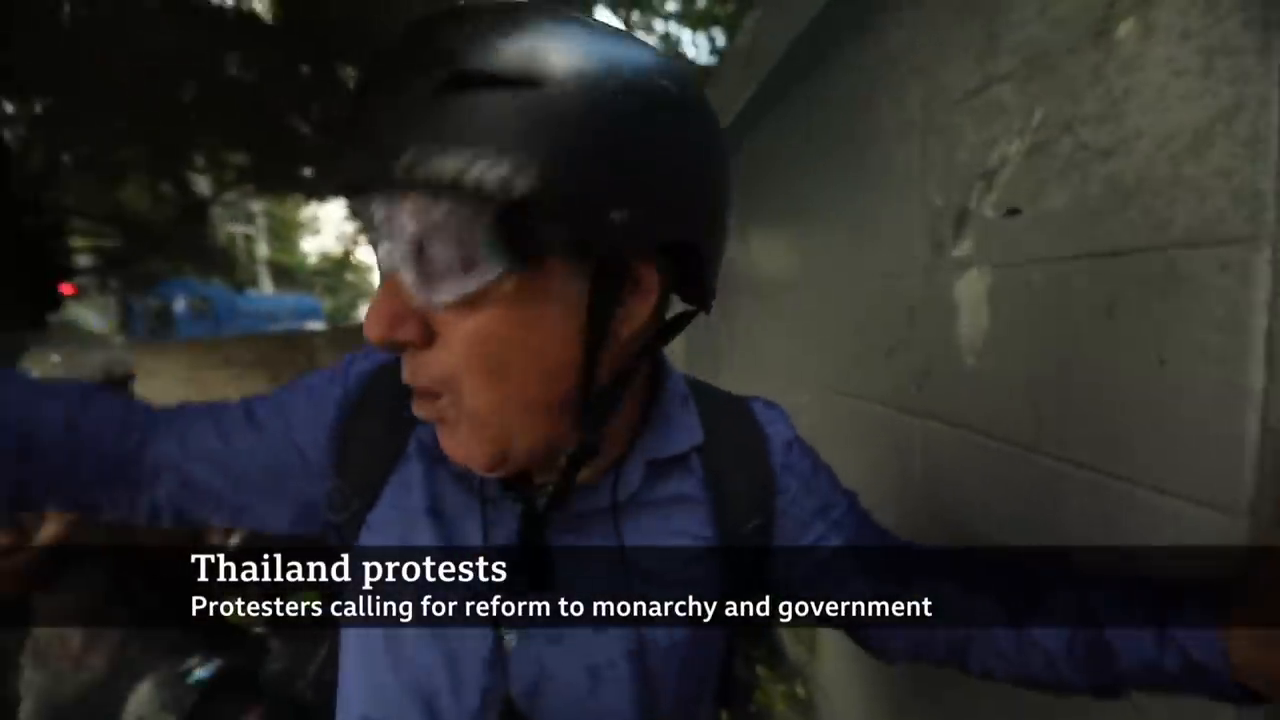 Thailand protests
Protesters calling for reform to monarchy and government